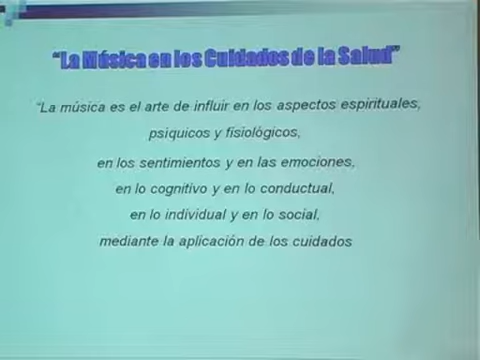 “La Música en los Cuidados de la Salud”
“La música es el arte de influir en los aspectos espirituales,
psiquicos y fisiológicos,
en los sentimientos y en las emociones,
en lo cognitivo y en lo conductual,
en lo individual y en lo social,
mediante la aplicación de los cuidados